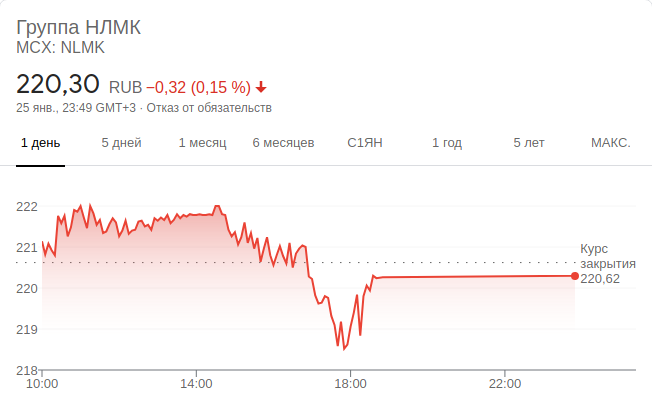 Группа НЛМК
MCX: NLMK
220,30 RUB −0,32 (0,15 %)
25 янв., 23:49 GMT+3 · Отказ от обязательств
1 день 5 дней 1 месяц 6 месяцев С1ЯН 1 год 5 лет МАКС.
222
221
220
219
218
Курс
закрытия
220,62
10:00 14:00 18:00 22:00